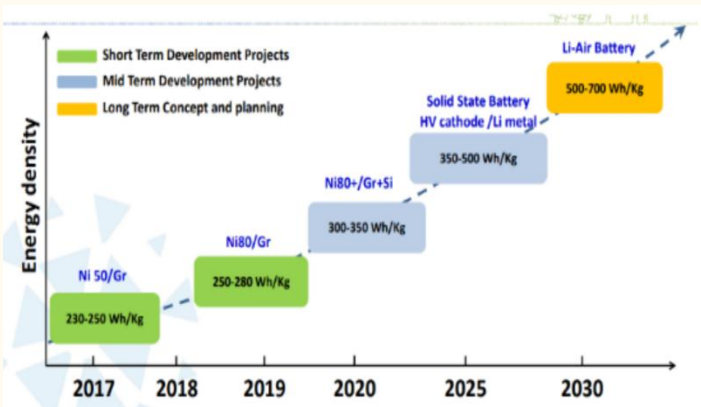 Short Term Development Projects
Mid Term Development Projects
Long Term Concept and planning
Energy density
Li-Air Battery
500-700 Wh/Kg
Solid State Battery
HV cathode /Li metal
350-500 Wh/Kg
Ni80+/Gr+Si
300-350 Wh/Kg
Ni80/Gr
250-280 Wh/Kg
Ni 50/Gr
230-250 Wh/Kg
2017 2018 2019 2020 2025 2030